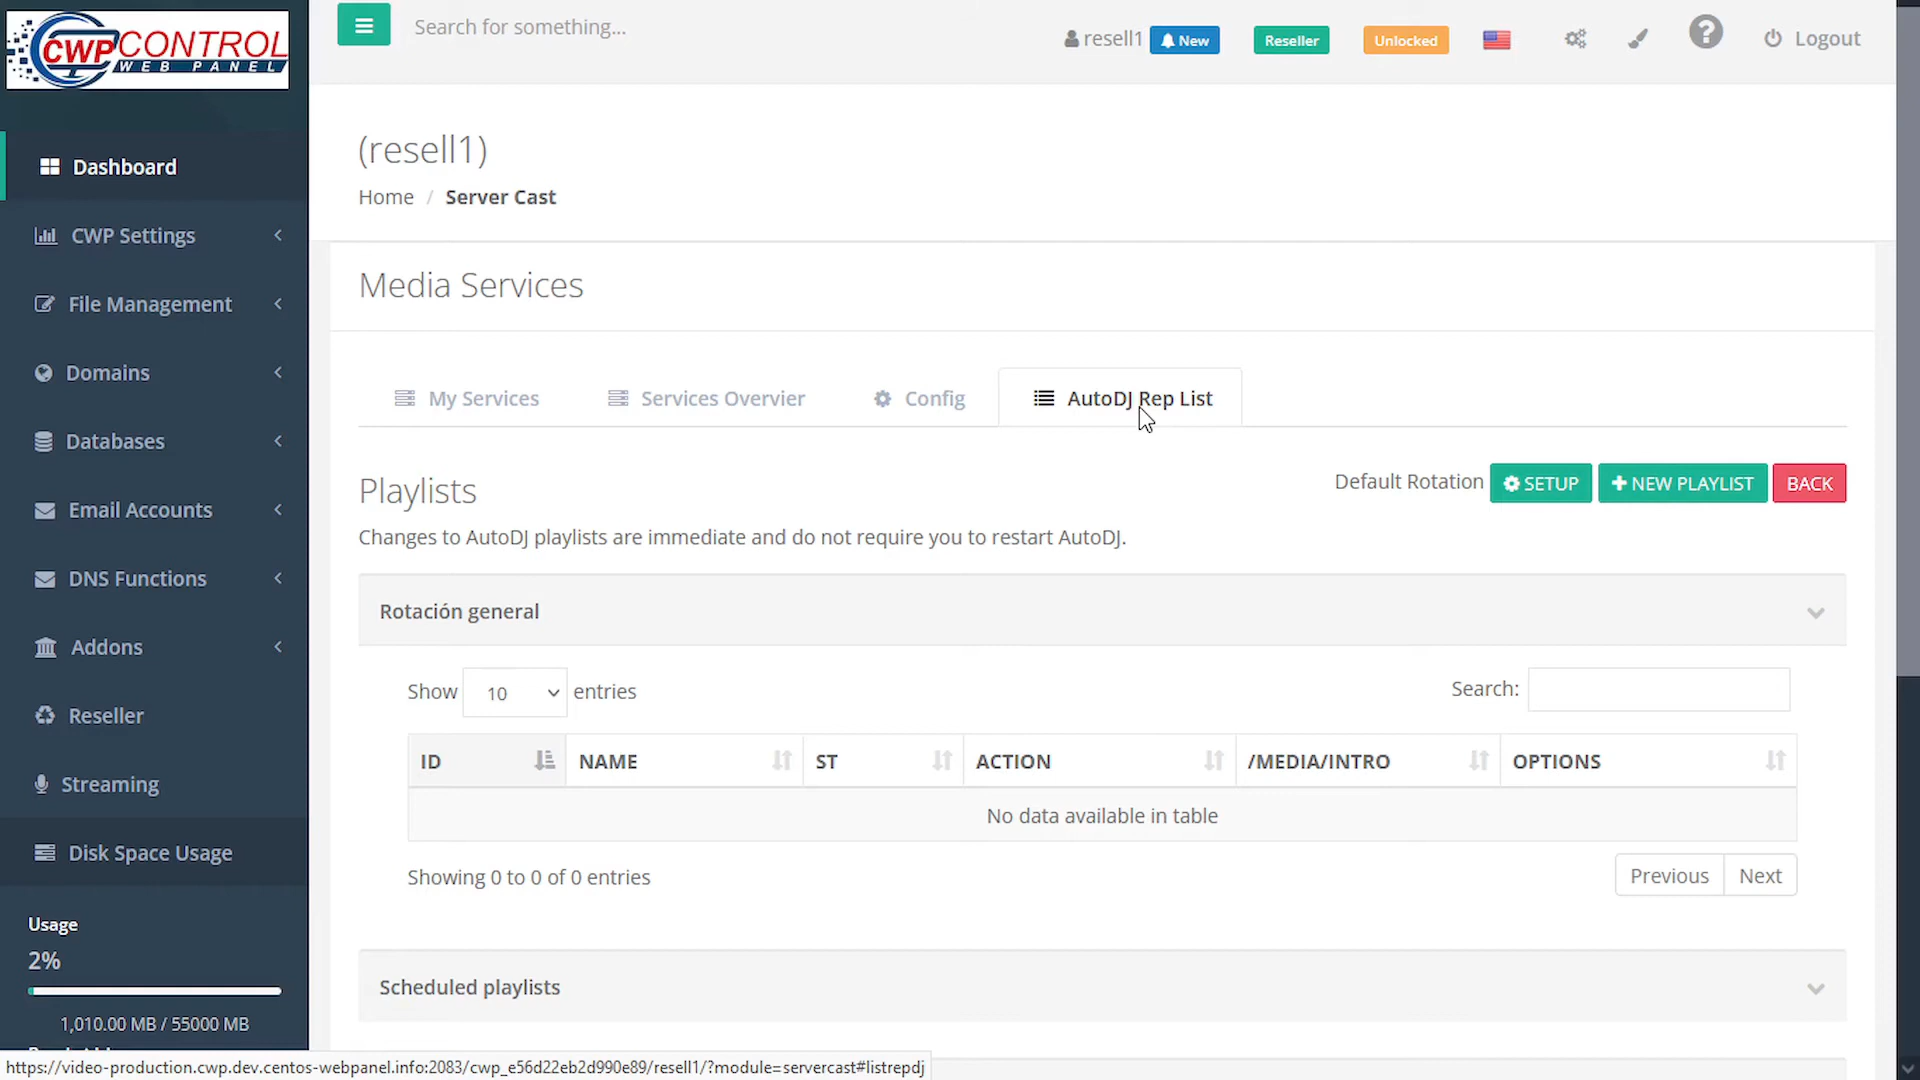 CWP CONTROL
WEB PANEL
Search for something...
resell1
New
Reseller
Unlocked
Logout
Dashboard
CWP Settings
File Management
Domains
Databases
Email Accounts
DNS Functions
Addons
Reseller
Streaming
Disk Space Usage
Usage
2%
1,010.00 MB / 55000 MB
(resell1)
Home / Server Cast
Media Services
My Services
Services Overvier
Config
AutoDJ Rep List
Playlists
Default Rotation
SETUP
NEW PLAYLIST
BACK
Changes to AutoDJ playlists are immediate and do not require you to restart AutoDJ.
Rotación general
Show 10 entries
Search:
ID NAME ST ACTION /MEDIA/INTRO OPTIONS
No data available in table
Showing 0 to 0 of 0 entries
Previous Next
Scheduled playlists
https://video-production.cwp.dev.centos-webpanel.info:2083/cwp_e56d22eb2d990e89/resell1/?module=servercast#listrepdj